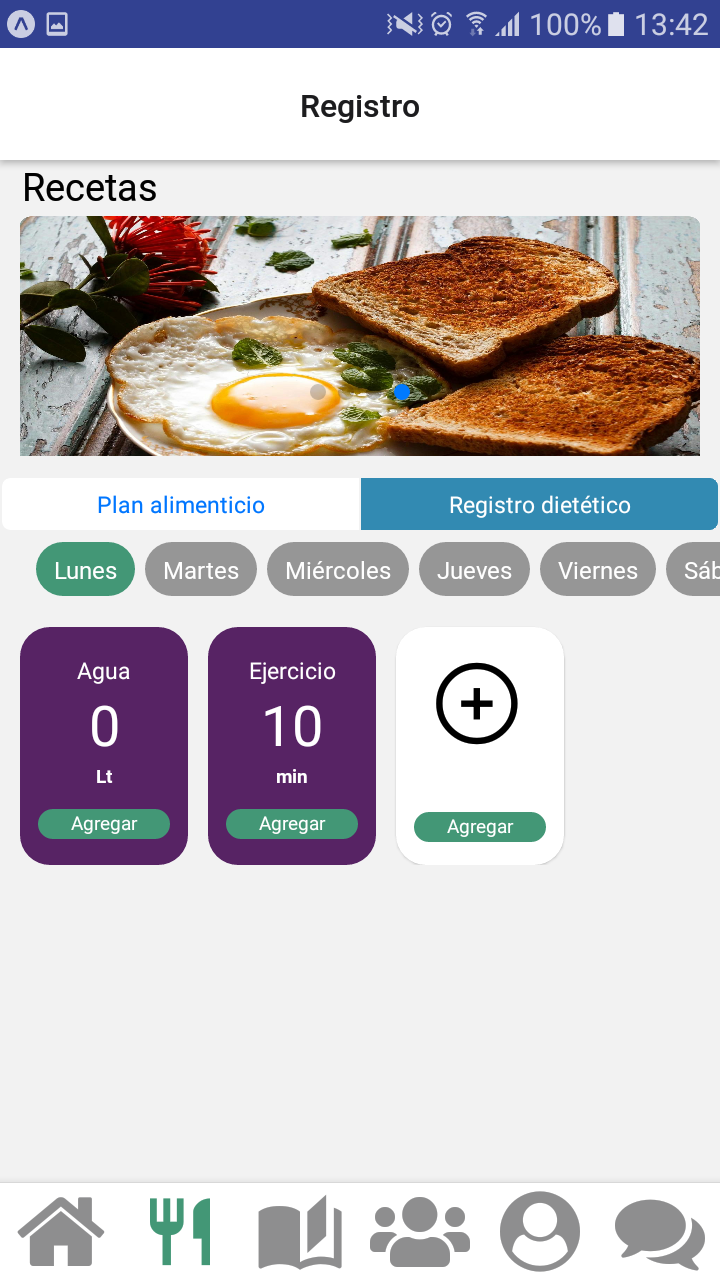 100% 13:42
Registro
Recetas
Plan alimenticio Registro dietético
Lunes Martes Miércoles Jueves Viernes Sáb
Agua Ejercicio
0 10
Lt min
Agregar Agregar Agregar